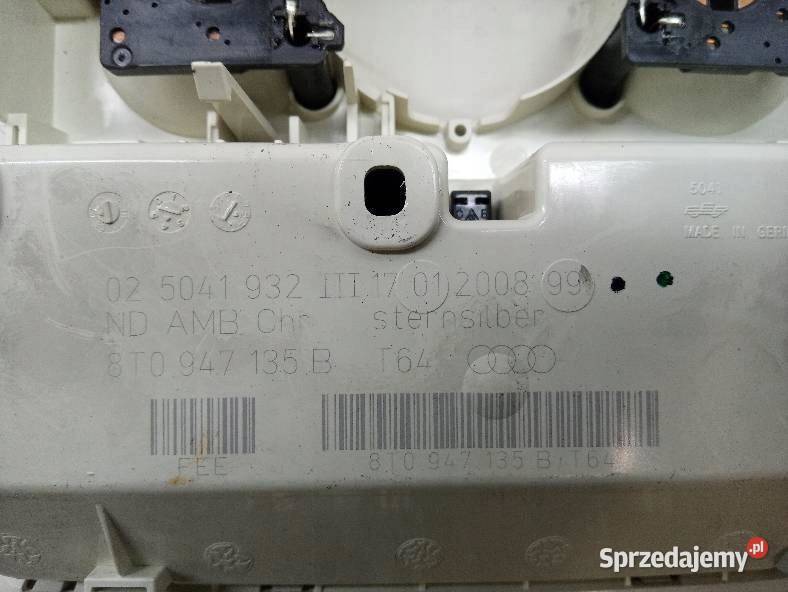 5041
MADE IN GERM
02 5041 932 III 17 01 2008 99
ND AMB Chr sternsilber
8T0 947 135 B T64
FEE
8T0 947 135 B T64
Sprzedajemy.pl